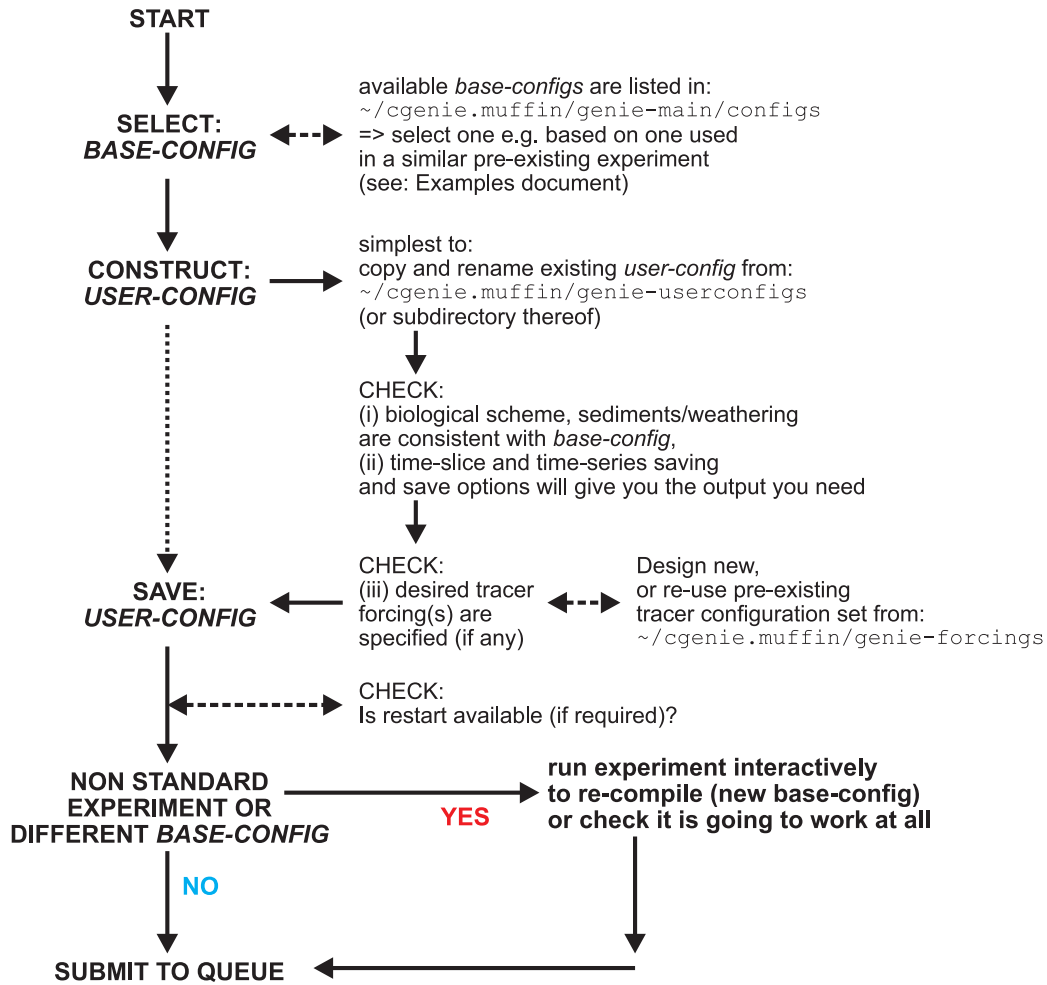 START
available base-configs are listed in:
~/cgenie.muffin/genie-main/configs
=> select one e.g. based on one used
in a similar pre-existing experiment
(see: Examples document)
SELECT:
BASE-CONFIG
CONSTRUCT:
USER-CONFIG
simplest to:
copy and rename existing user-config from:
~/cgenie.muffin/genie-userconfigs
(or subdirectory thereof)
CHECK:
(i) biological scheme, sediments/weathering
are consistent with base-config,
(ii) time-slice and time-series saving
and save options will give you the output you need
SAVE:
USER-CONFIG
CHECK:
(iii) desired tracer
forcing(s) are
specified (if any)
Design new,
or re-use pre-existing
tracer configuration set from:
~/cgenie.muffin/genie-forcings
CHECK:
Is restart available (if required)?
NON STANDARD
EXPERIMENT OR
DIFFERENT BASE-CONFIG
YES
run experiment interactively
to re-compile (new base-config)
or check it is going to work at all
NO
SUBMIT TO QUEUE